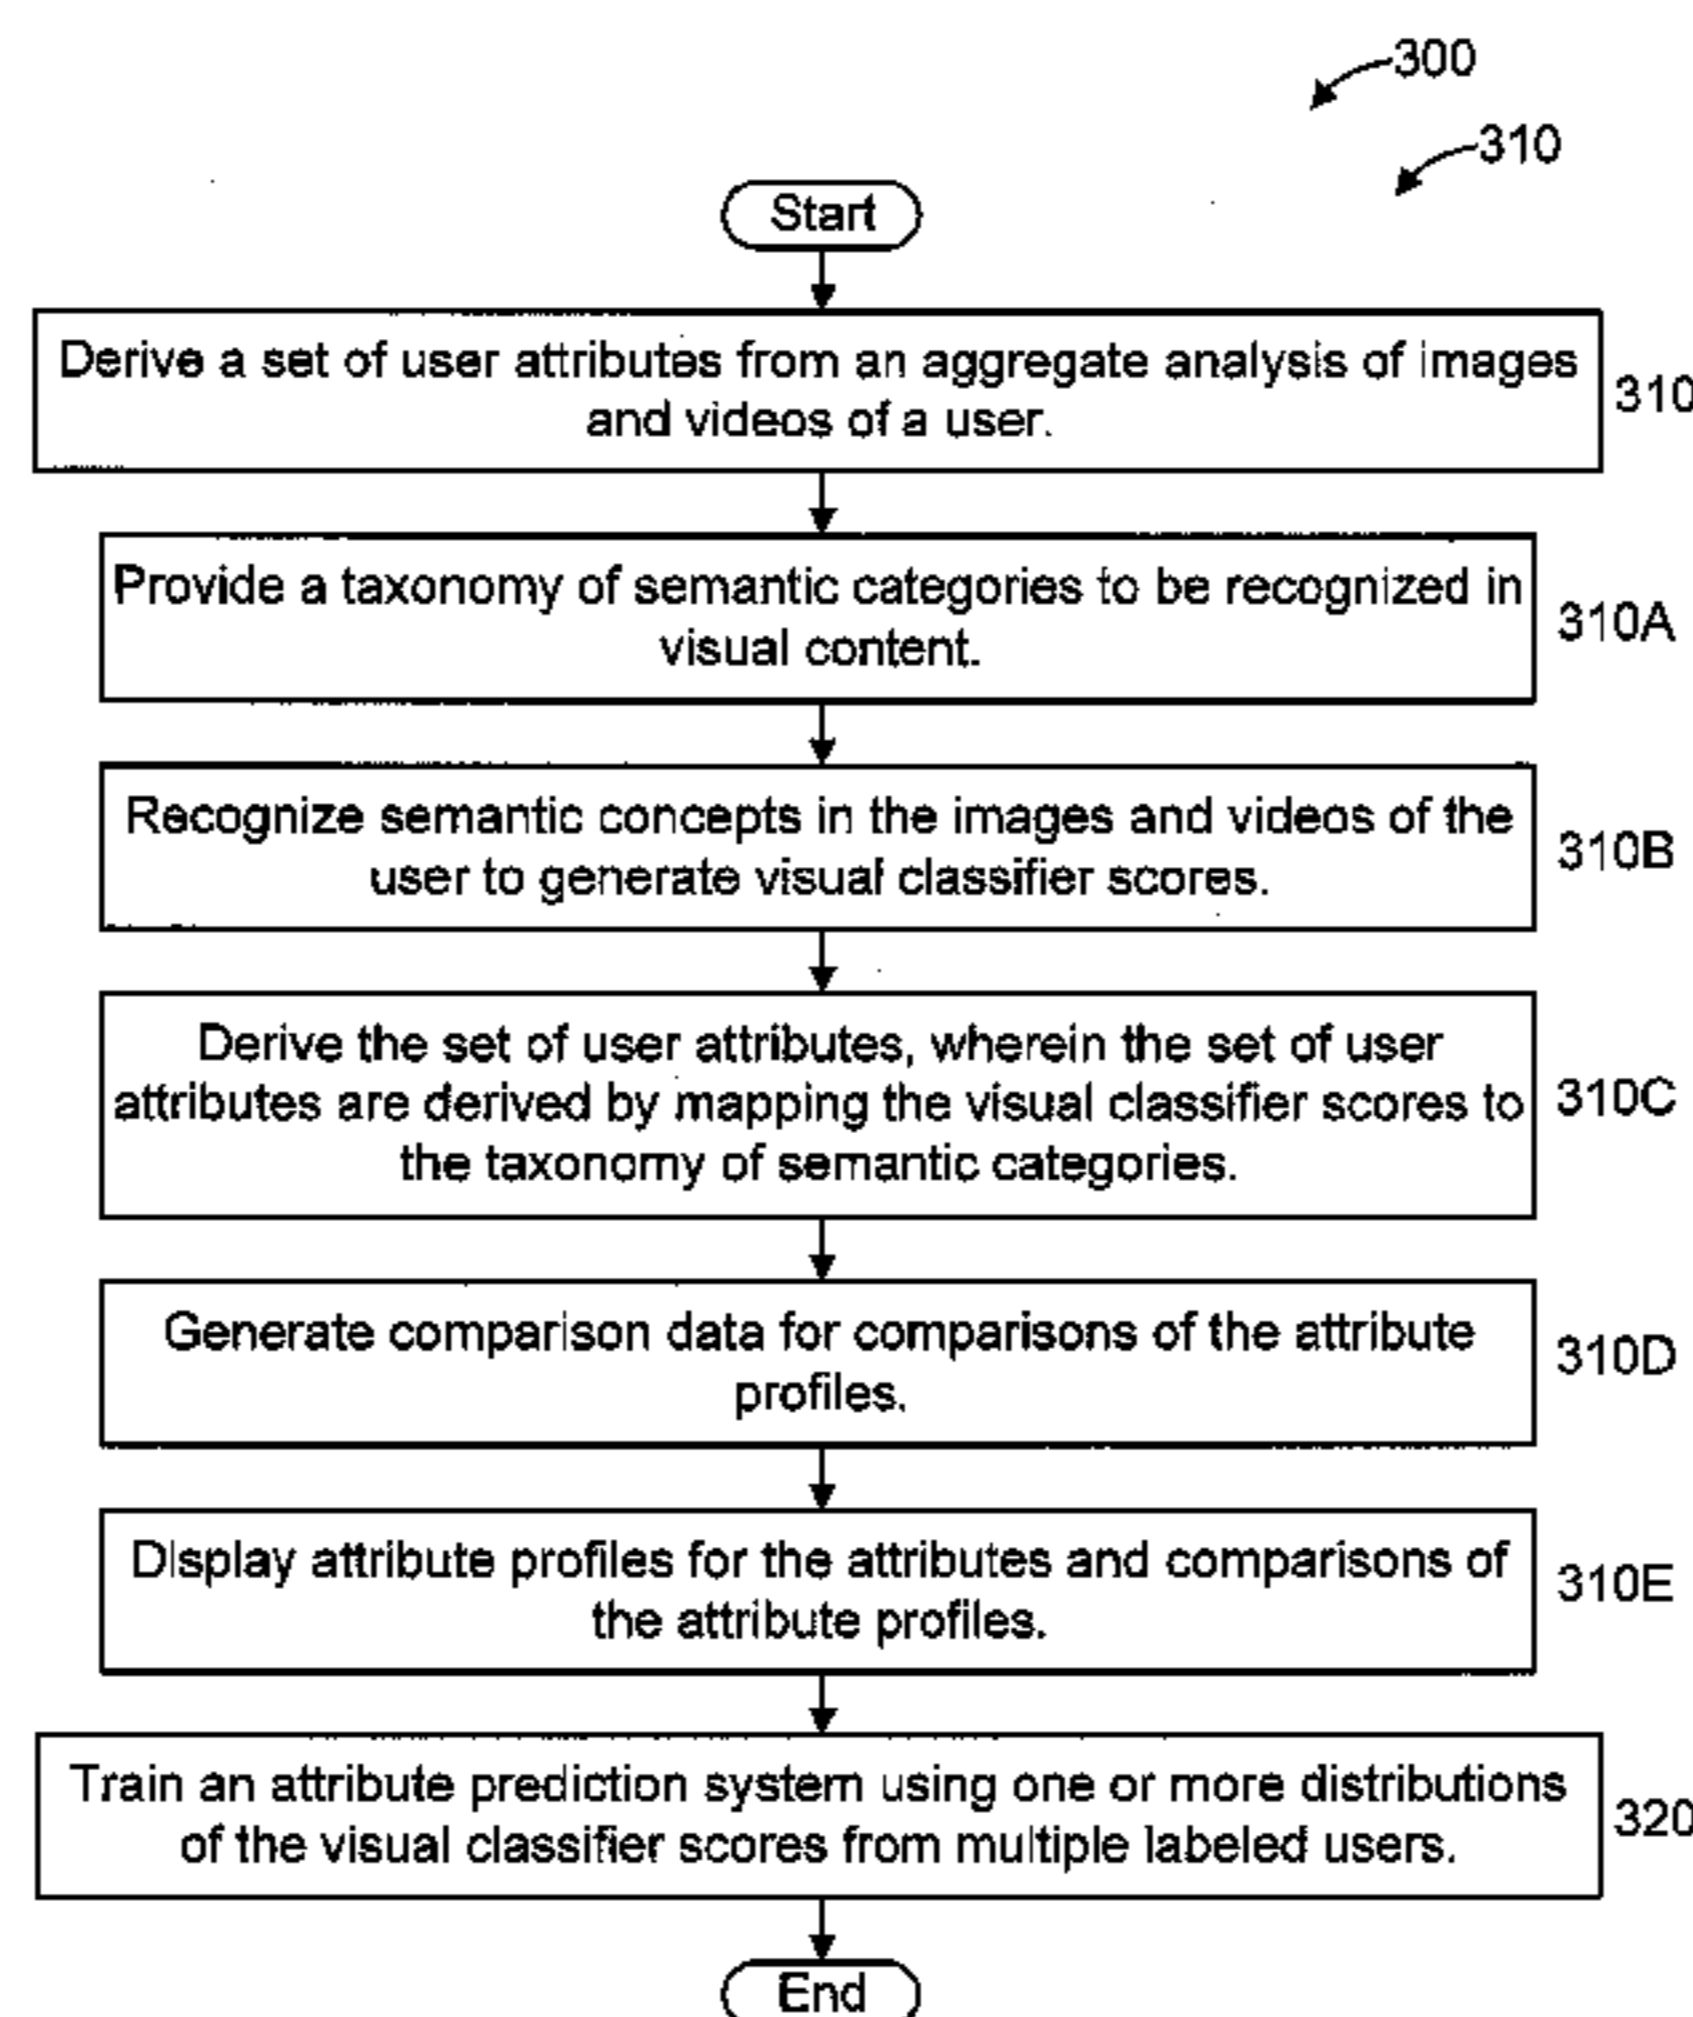 300
310
Start
Derive a set of user attributes from an aggregate analysis of images
and videos of a user.
310
Provide a taxonomy of semantic categories to be recognized in
visual content.
310A
Recognize semantic concepts in the images and videos of the
user to generate visual classifier scores.
310B
Derive the set of user attributes, wherein the set of user
attributes are derived by mapping the visual classifier scores to
the taxonomy of semantic categories.
310C
Generate comparison data for comparisons of the attribute
profiles.
310D
Display attribute profiles for the attributes and comparisons of
the attribute profiles.
310E
Train an attribute prediction system using one or more distributions
of the visual classifier scores from multiple labeled users.
320
End